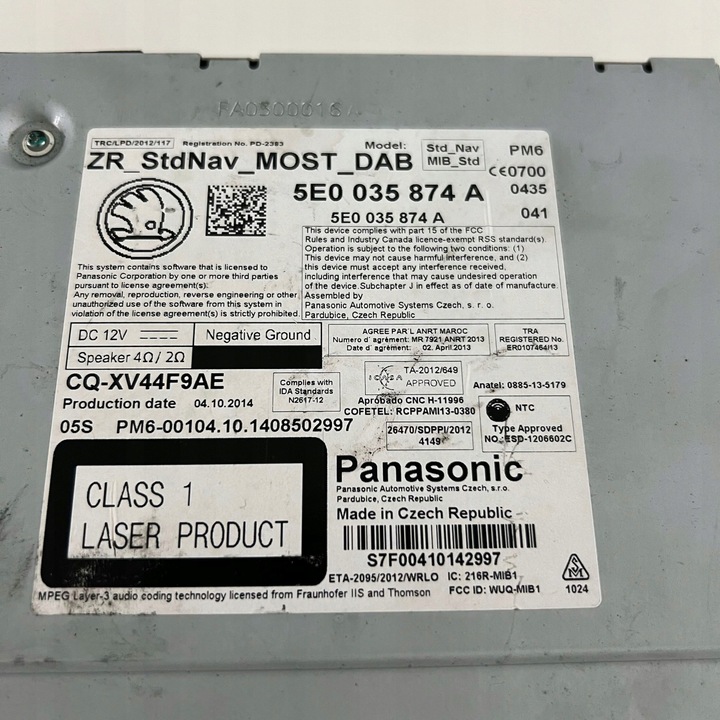 FA0500016
TRC/LPD/2012/117 Registration No. PD-2383
Model: Std_Nav
MIB_Std
PM6
ZR_StdNav_MOST_DAB
CE0700
5E0 035 874 A
0435
5E0 035 874 A
041
This device complies with part 15 of the FCC
Rules and Industry Canada licence-exempt RSS standard(s).
Operation is subject to the following two conditions: (1)
This device may not cause harmful interference, and (2)
this device must accept any interference received,
including interference that may cause undesired operation
of the device.Subchapter J in effect as of date of manufacture.
Assembled by
Panasonic Automotive Systems Czech, s. r. o.
Pardubice, Czech Republic
This system contains software that is licensed to
Panasonic Corporation by one or more third parties
pursuant to license agreement(s).
Any removal, reproduction, reverse engineering or other
unauthorized use of the software from this system in
violation of the license agreement(s) is strictly prohibited.
DC 12V
Negative Ground
Speaker 4Ω / 2Ω
AGREE PAR'L ANRT MAROC
Numero d' agrément: MR 7921 ANRT 2013
Date d' agrément: 02. April.2013
TRA
REGISTERED No.
ER0107464/13
CQ-XV44F9AE
Production date 04.10.2014
05S PM6-00104.10.1408502997
Complies with
IDA Standards
N2617-12
ICASA
TA-2012/649
APPROVED
Anatel: 0885-13-5179
Aprobado CNC H-11996
COFETEL: RCPPAMI13-0380
26470/SDPPI/2012
4149
NTC
Type Approved
NO.: ESD-1206602C
CLASS 1
LASER PRODUCT
Panasonic
Panasonic Automotive Systems Czech, s.r.o.
Pardubice, Czech Republic
Made in Czech Republic
S7F00410142997
ETA-2095/2012/WRLO IC: 216R-MIB1
FCC ID: WUQ-MIB1
1024
MPEG Layer-3 audio coding technology licensed from Fraunhofer IIS and Thomson